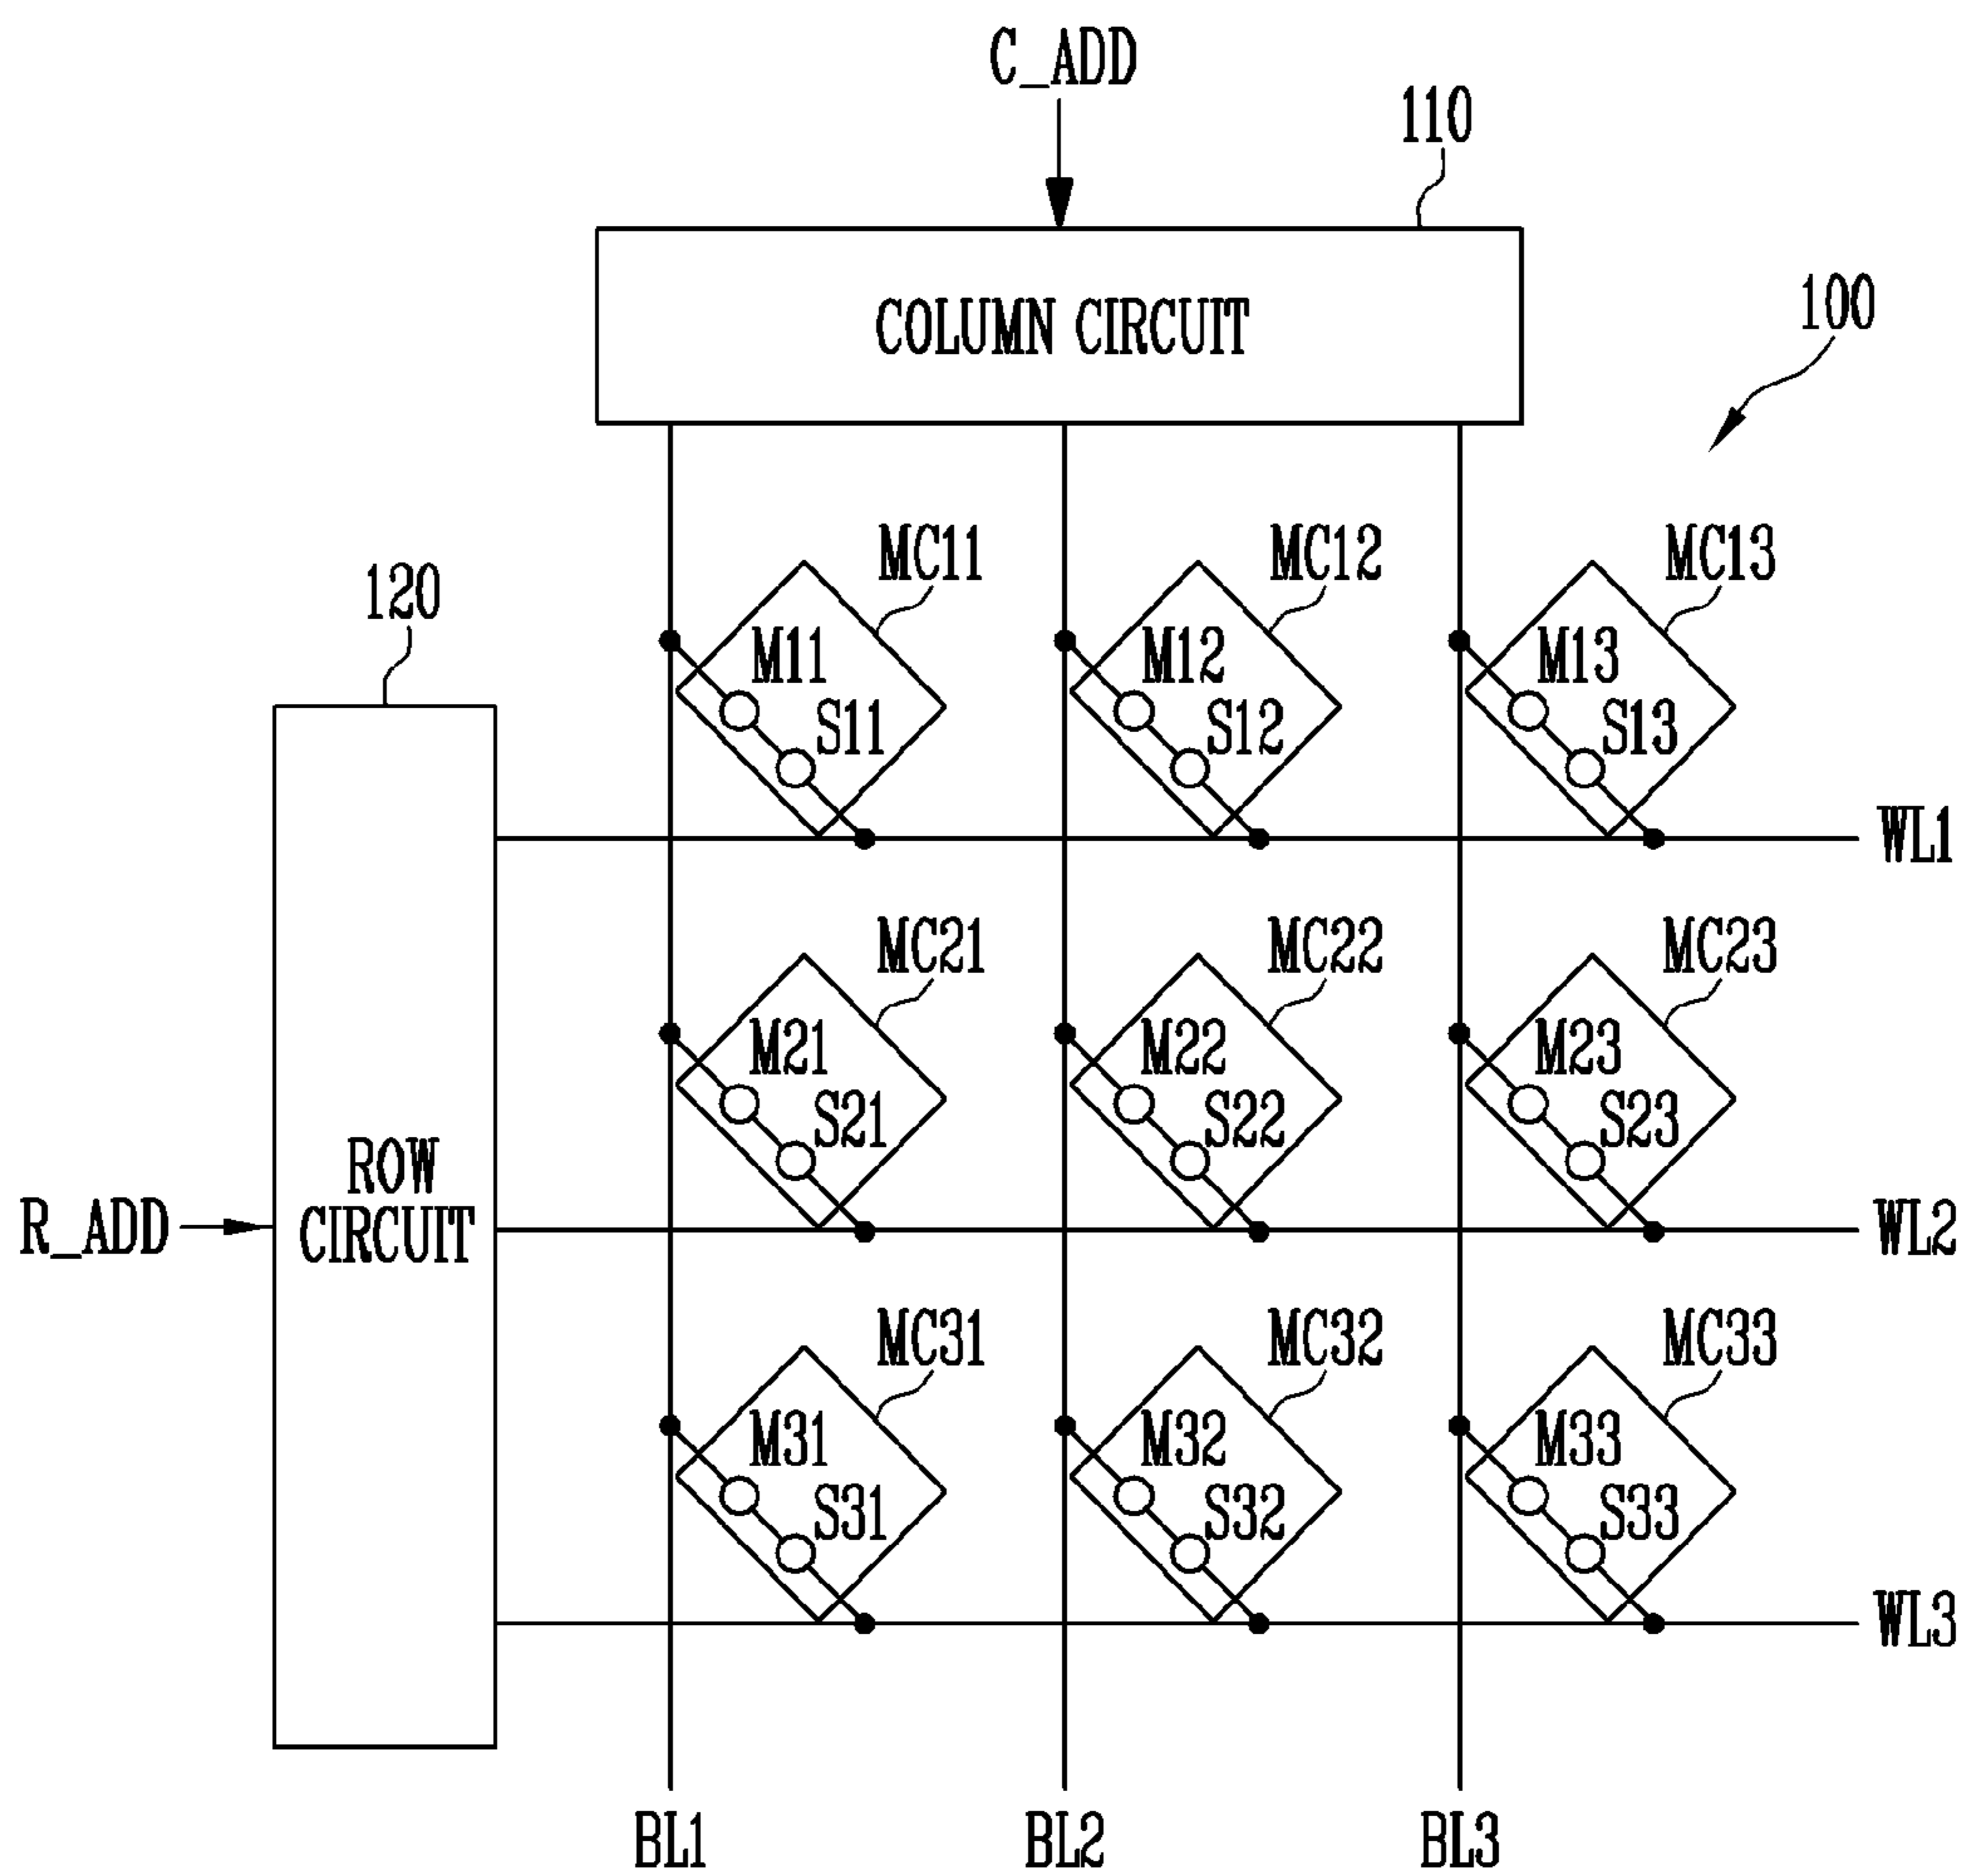 C_ADD
110
COLUMN CIRCUIT
100
MC11
MC12
MC13
120
M11
M12
M13
S11
S12
S13
WL1
MC21
MC22
MC23
M21
M22
M23
S21
S22
S23
ROW
CIRCUIT
R_ADD
WL2
MC31
MC32
MC33
M31
M32
M33
S31
S32
S33
WL3
BL1
BL2
BL3